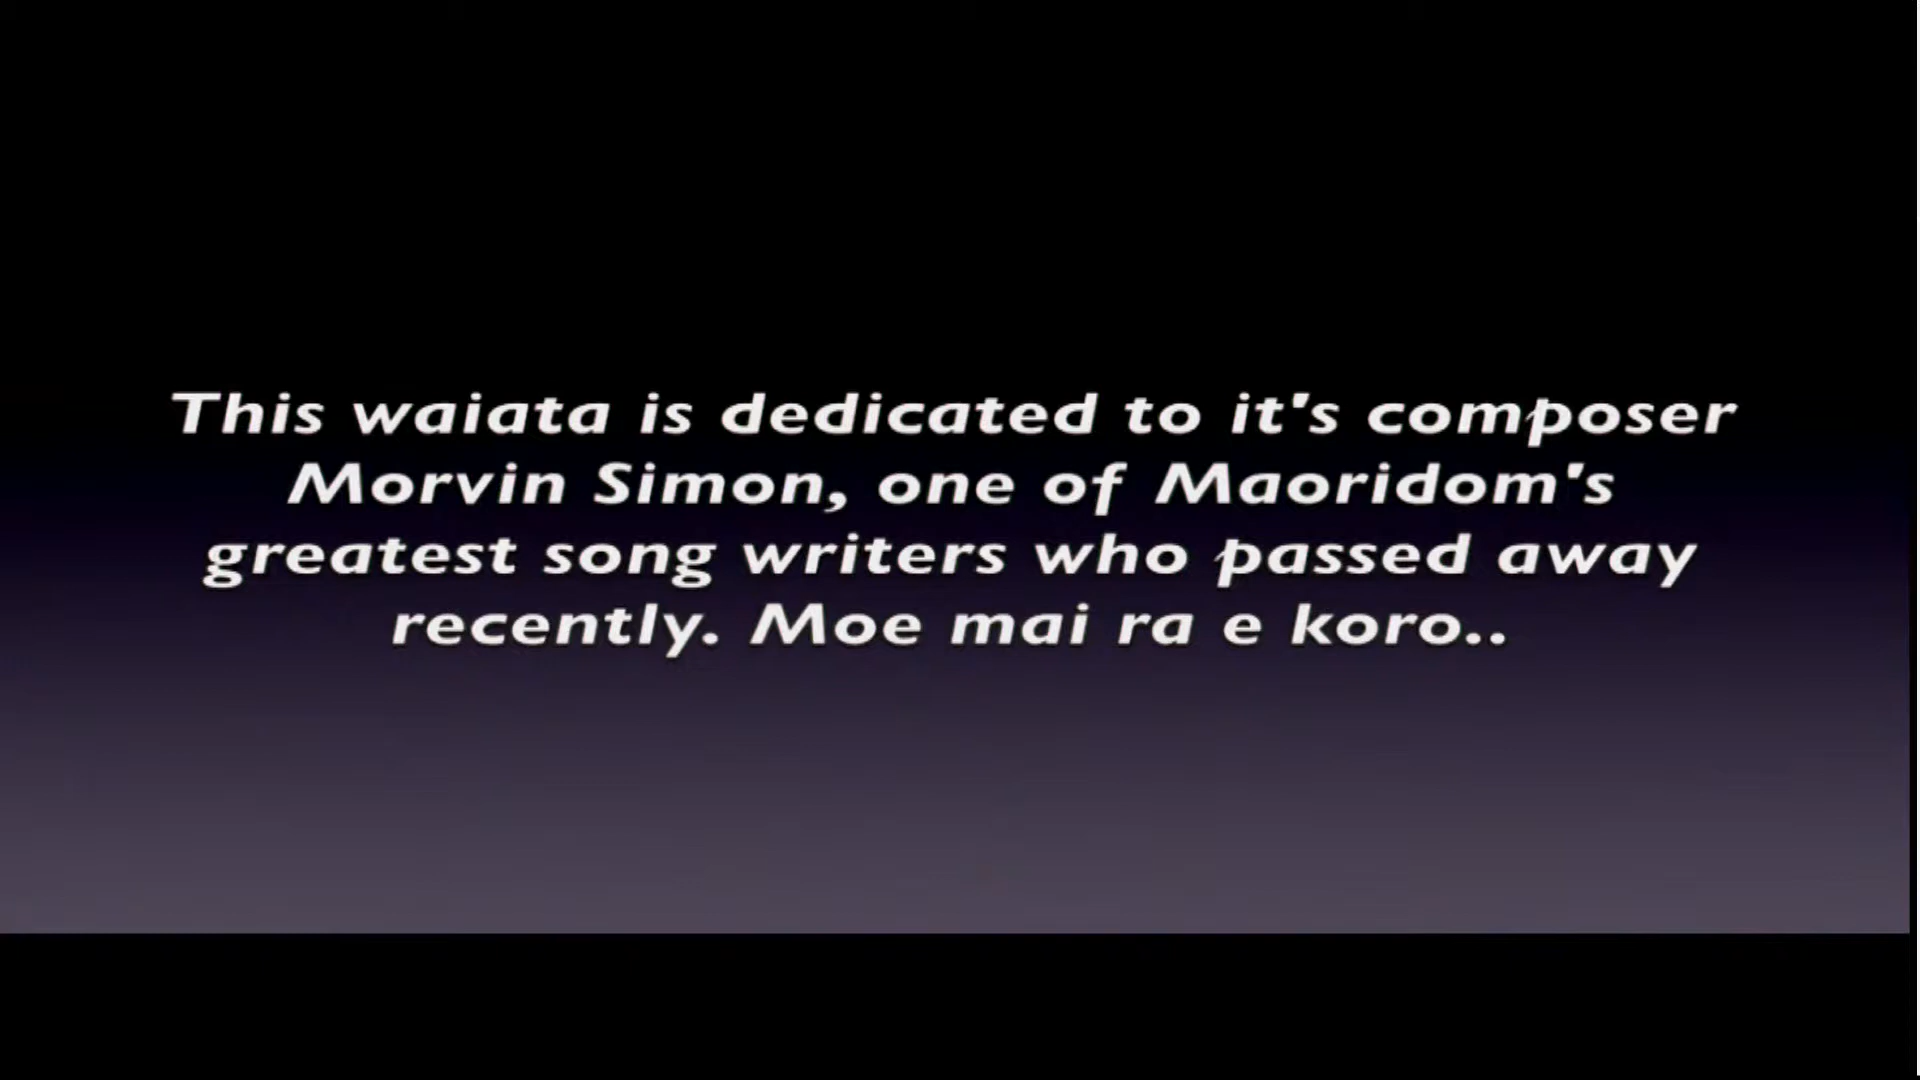 This waiata is dedicated to it's composer
Morvin Simon, one of Maoridom's
greatest song writers who passed away
recently. Moe mai ra e koro..